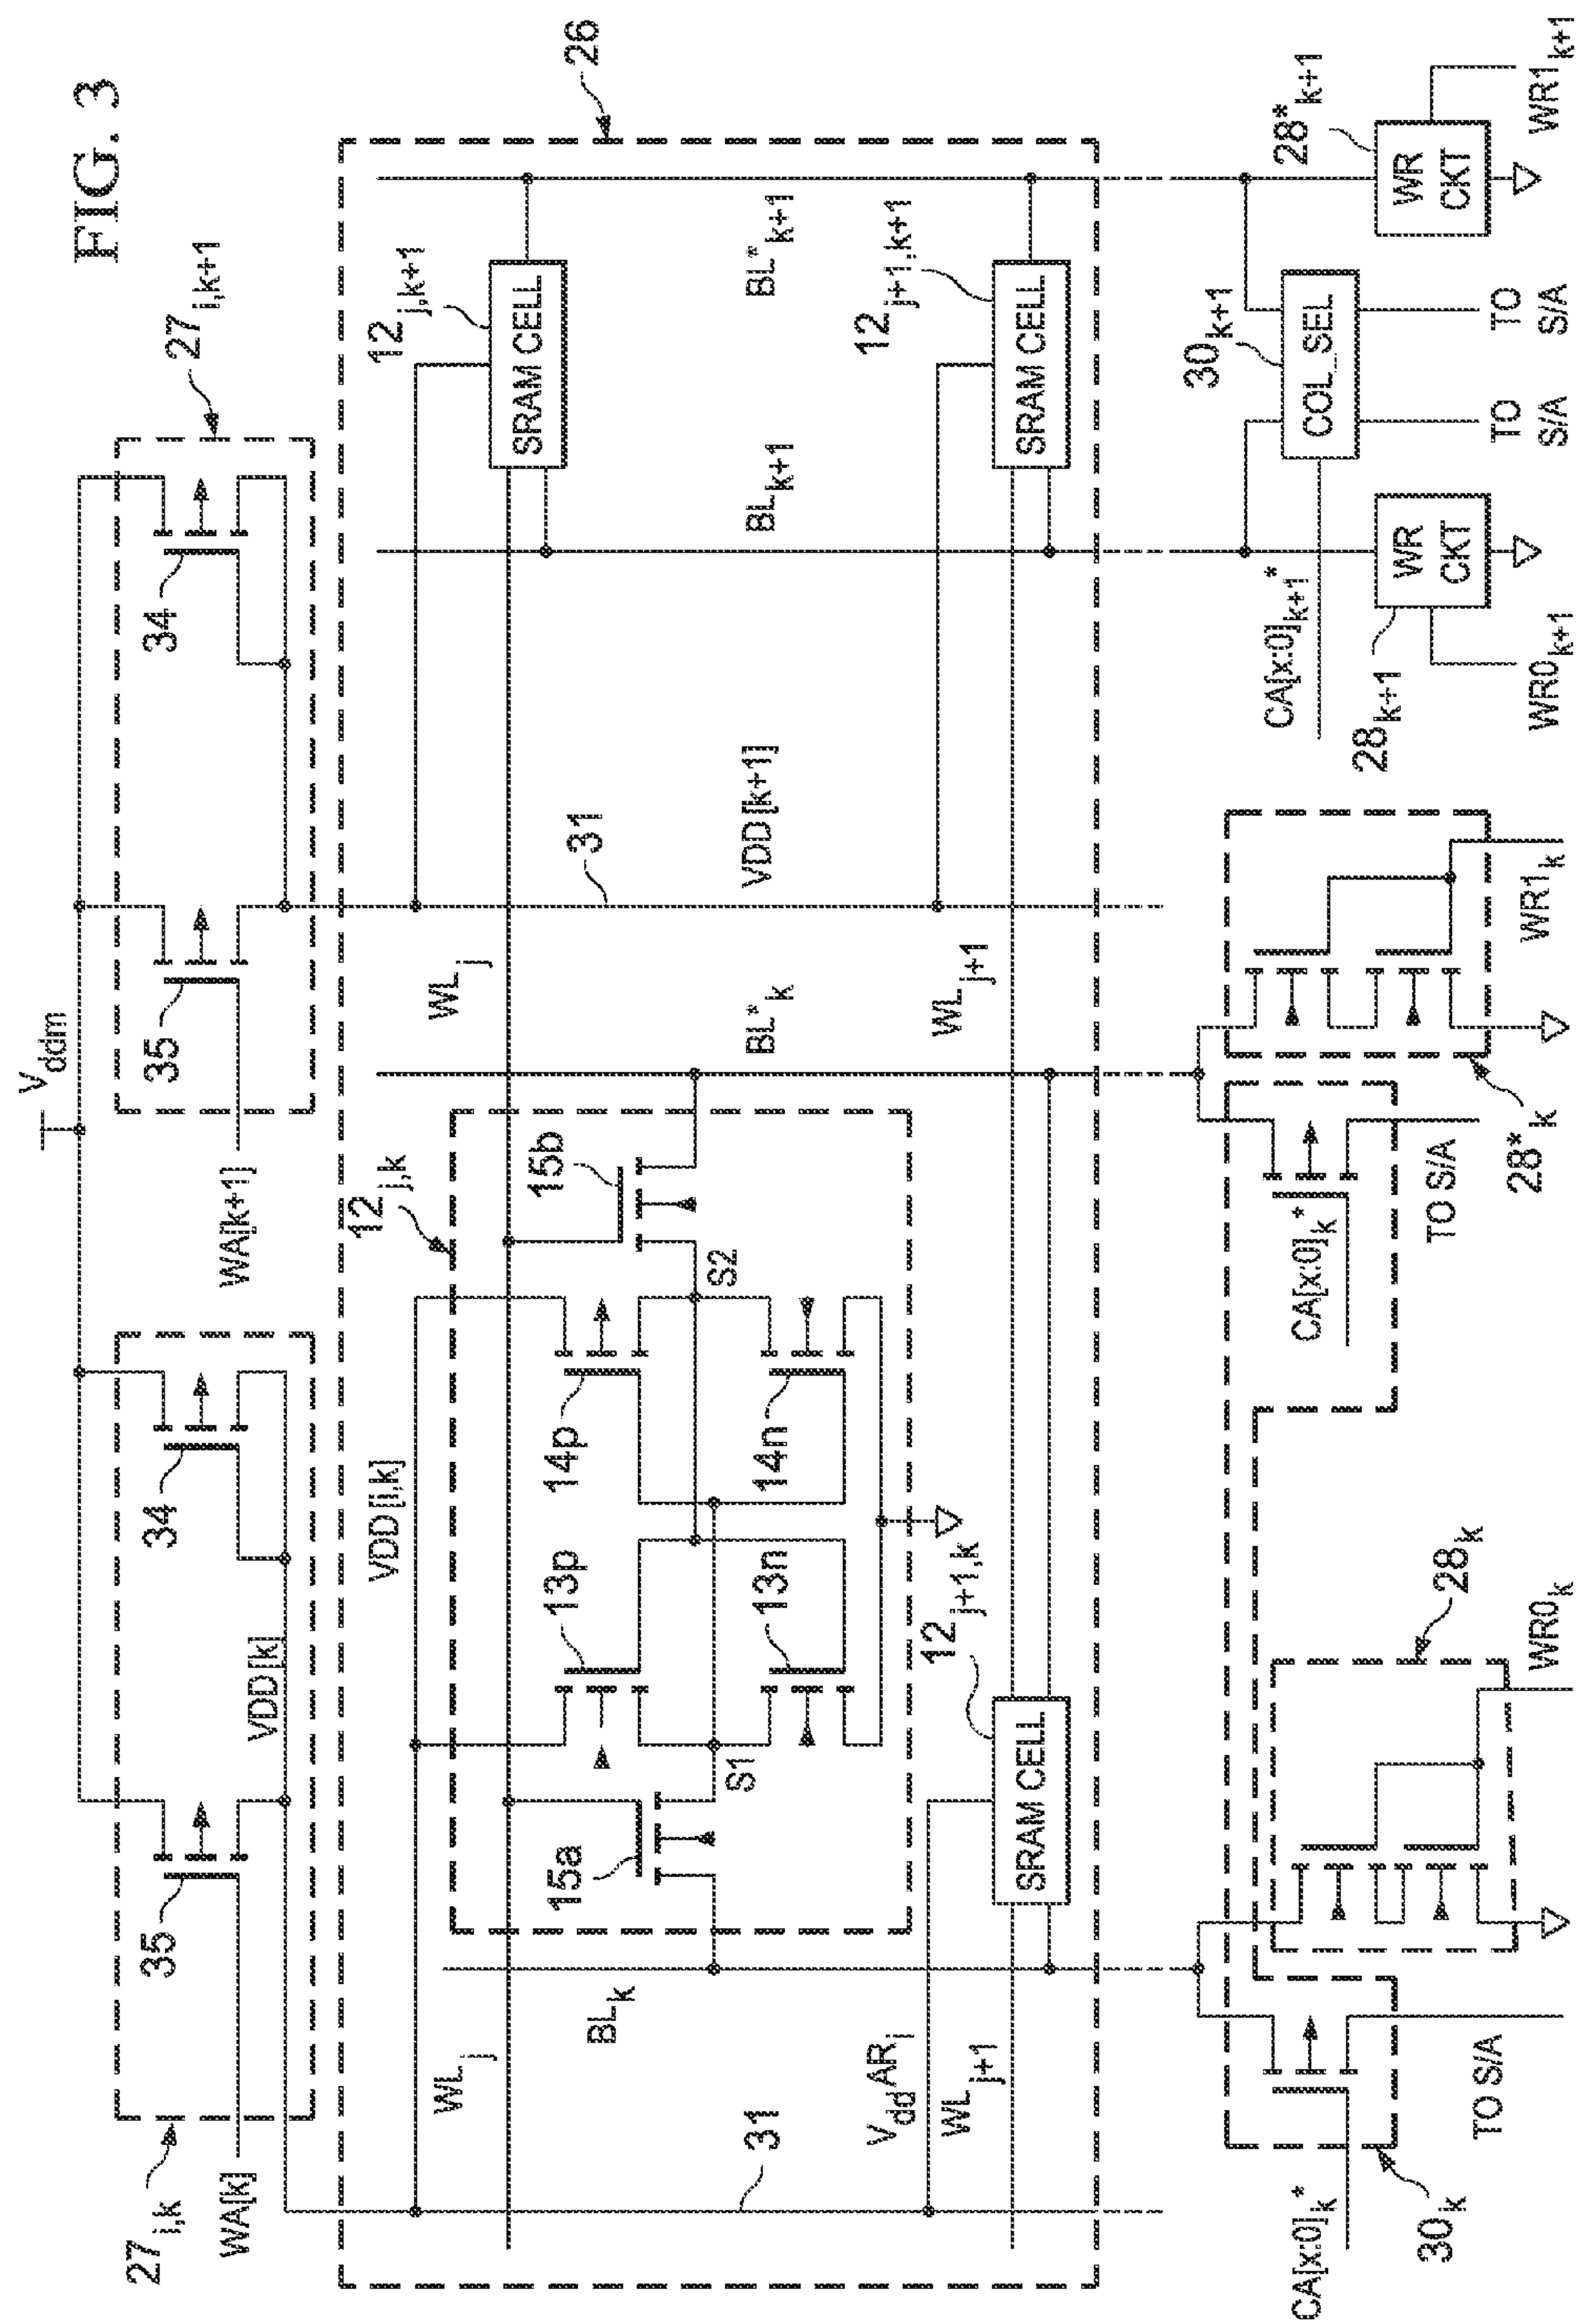 FIG. 3
V_ddm
27_i,k
35
34
WA[k]
VDD[k]
27_i,k+1
35
34
WA[k+1]
26
12_j,k
VDD[i,k]
WL_j
WL_j
12_j,k+1
SRAM CELL
13p
14p
15a
15b
S1
S2
13n
14n
BL_k
BL*_k
31
31
VDD[k+1]
BL_k+1
BL*_k+1
V_ddAR_i
WL_j+1
WL_j+1
12_j+1,k
SRAM CELL
12_j+1,k+1
SRAM CELL
CA[x:0]_k*
30_k
TO S/A
28_k
WR0_k
CA[x:0]_k*
TO S/A
28*_k
WR1_k
CA[x:0]_k+1*
28_k+1
WR
CKT
WR0_k+1
30_k+1
COL SEL
TO
S/A
TO
S/A
28*_k+1
WR
CKT
WR1_k+1